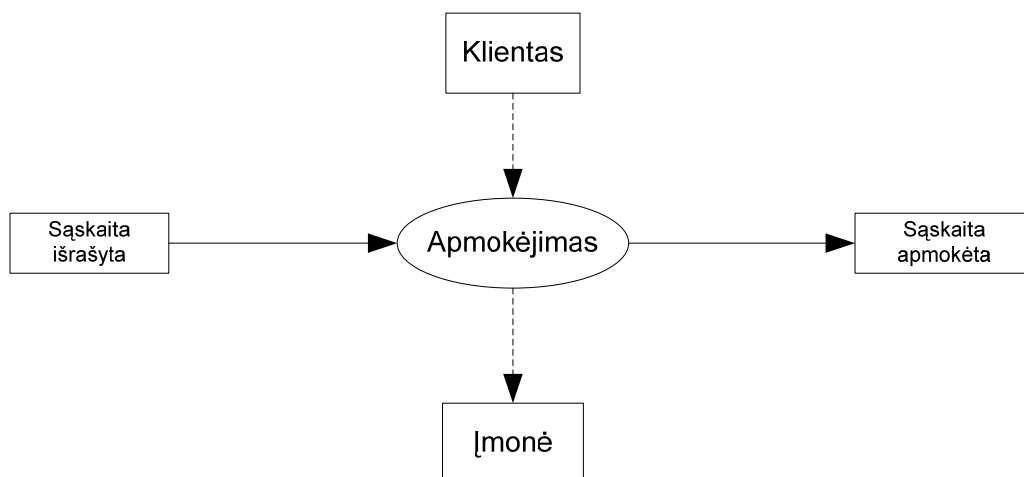 Klientas
Sąskaita
išrašyta
Apmokėjimas
Sąskaita
apmokėta
Įmonė